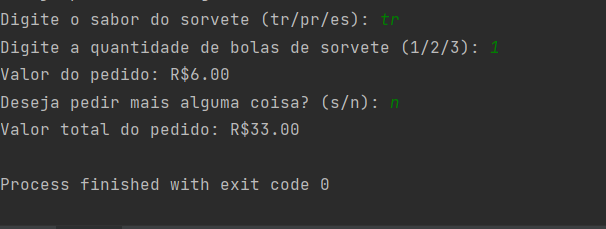 Digite o sabor do sorvete (tr/pr/es): tr
Digite a quantidade de bolas de sorvete (1/2/3): 1
Valor do pedido: R$6.00
Deseja pedir mais alguma coisa? (s/n): n
Valor total do pedido: R$33.00
Process finished with exit code 0